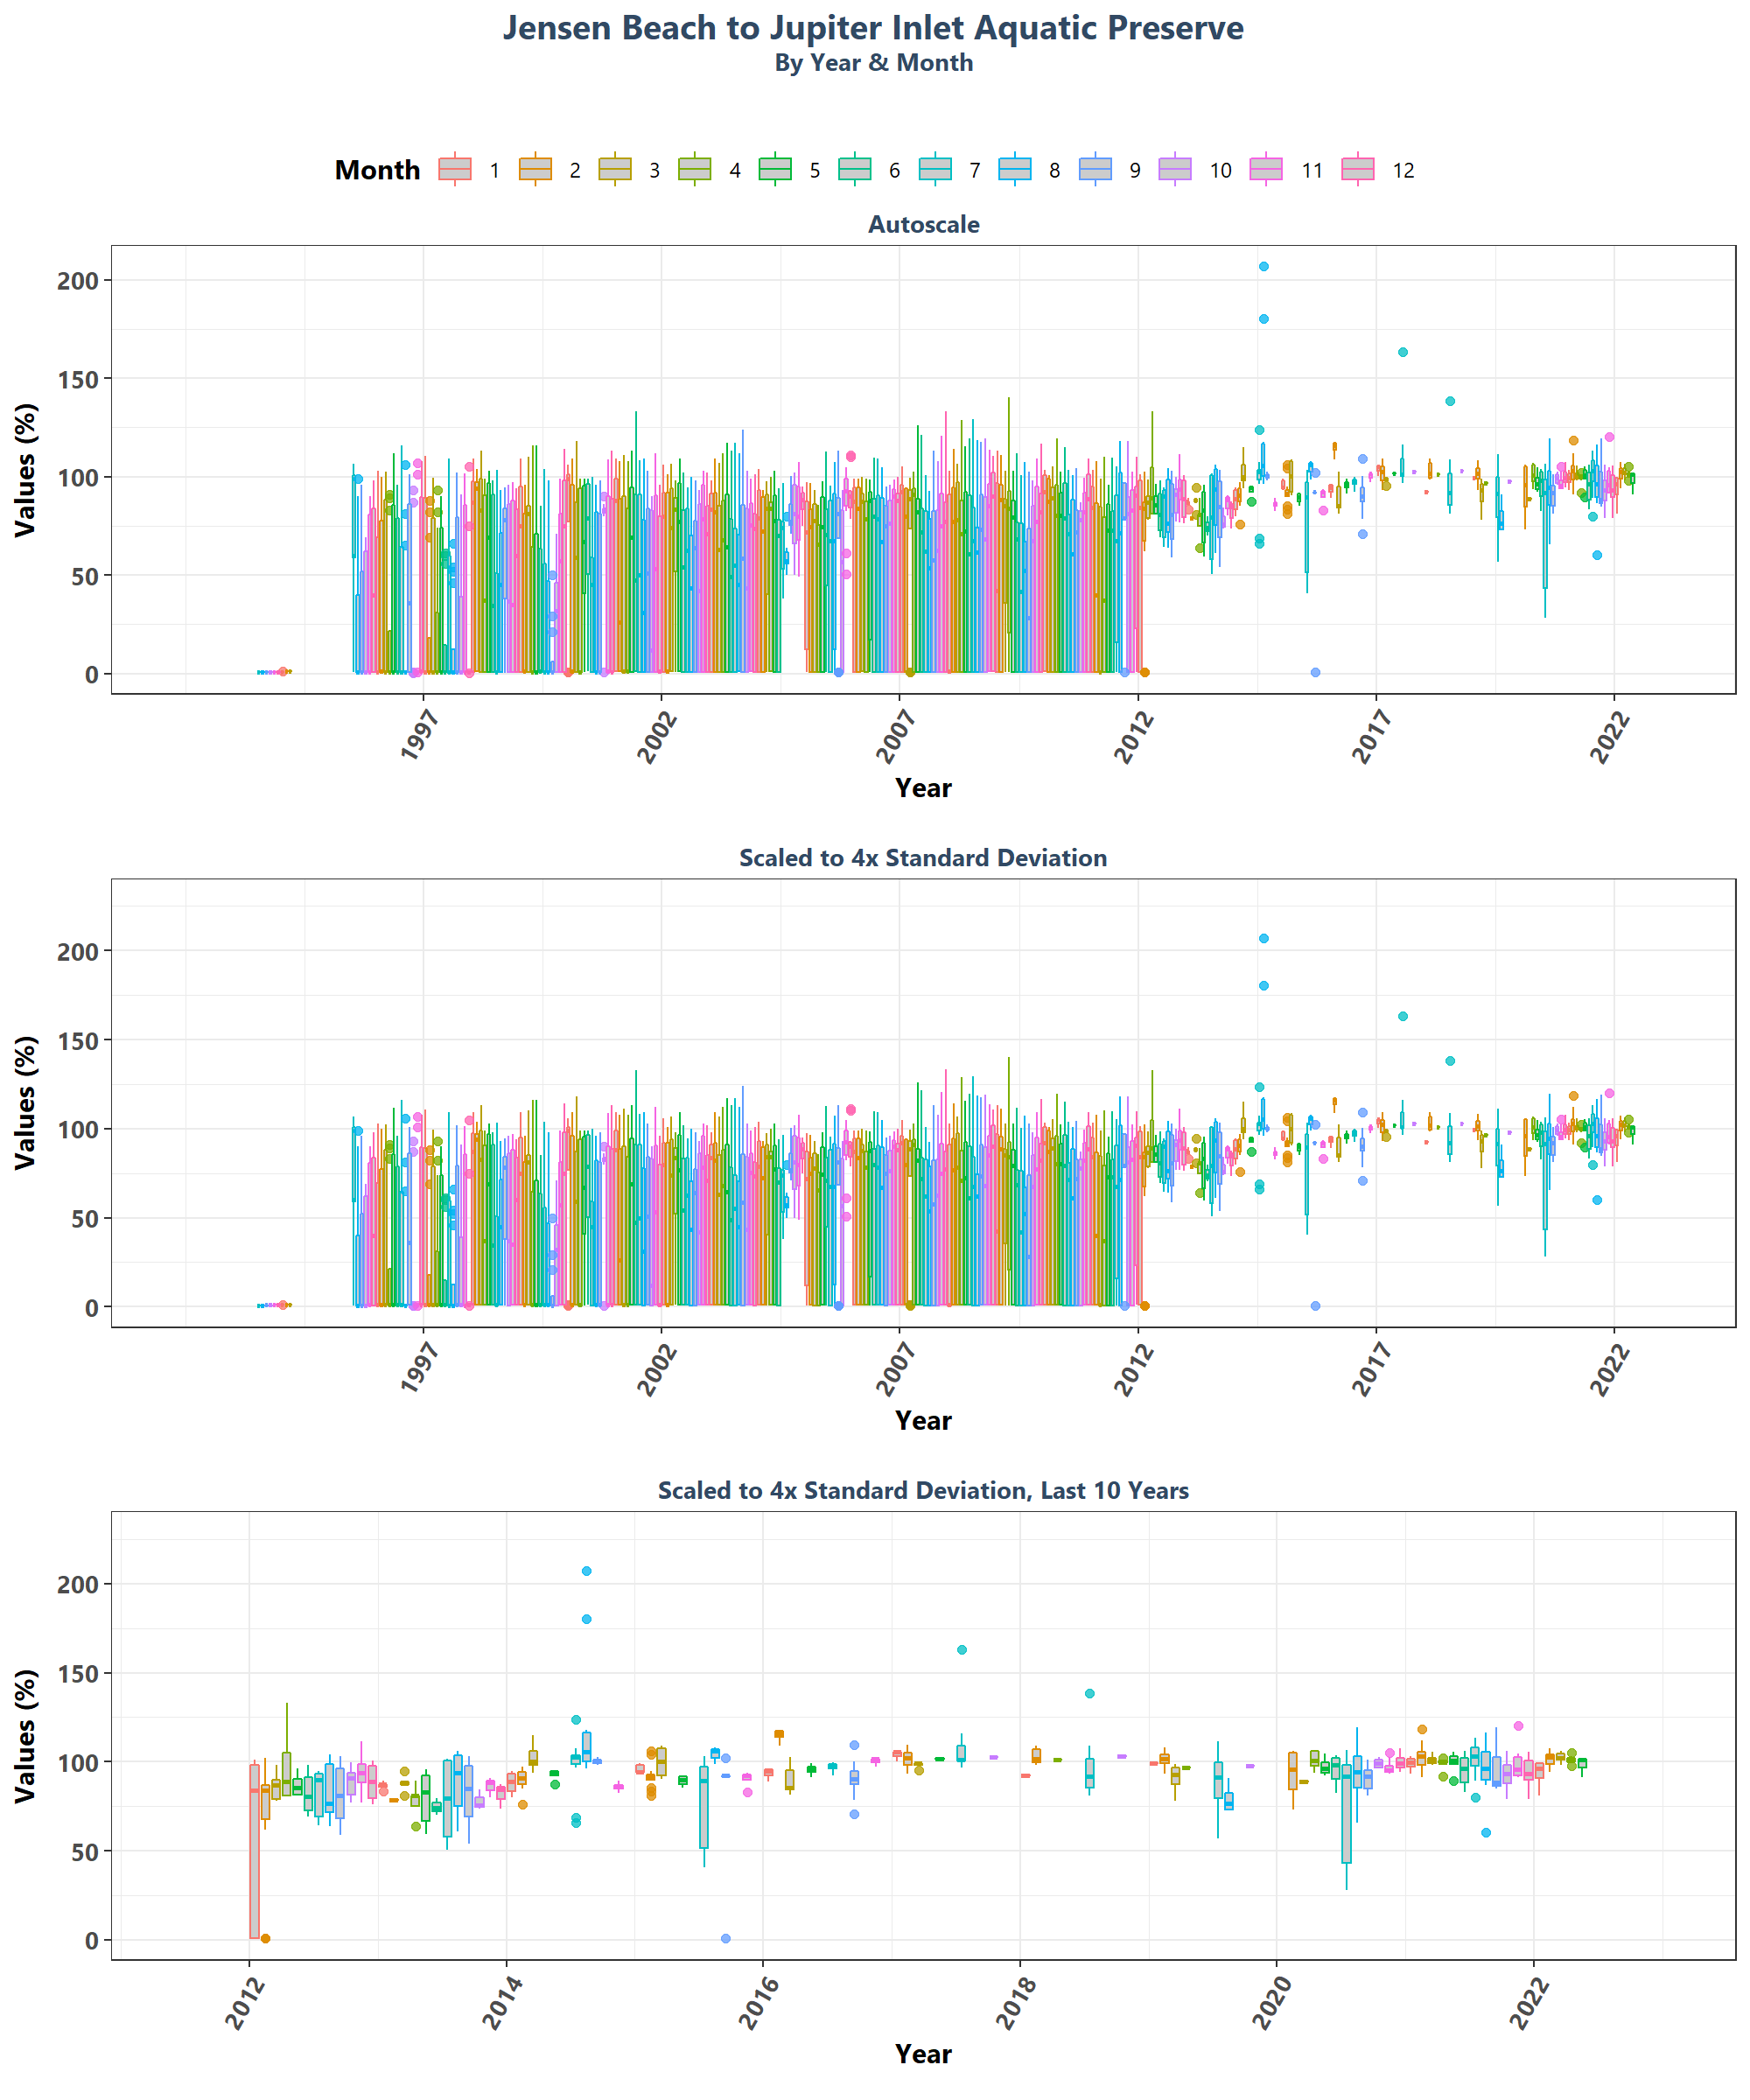 Jensen Beach to Jupiter Inlet Aquatic Preserve
By Year & Month
Month 1 2 3 4 5 6 7 8 9 10 11 12
Autoscale
Values (%)
200
150
100
50
0
1997 2002 2007 2012 2017 2022
Year
Scaled to 4x Standard Deviation
Values (%)
200
150
100
50
0
1997 2002 2007 2012 2017 2022
Year
Scaled to 4x Standard Deviation, Last 10 Years
Values (%)
200
150
100
50
0
2012 2014 2016 2018 2020 2022
Year